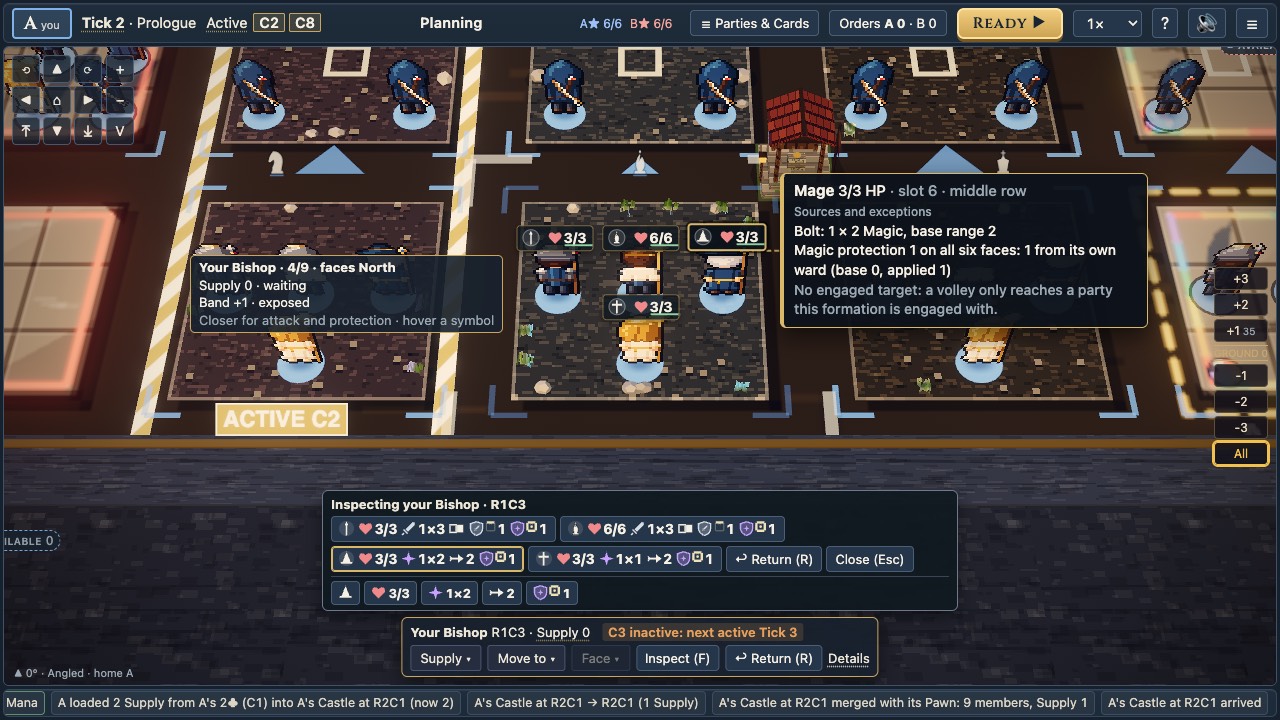 A you Tick 2 · Prologue Active C2 C8 Planning A★ 6/6 B★ 6/6 ≡ Parties & Cards Orders A 0 · B 0 READY ▶ 1× ? ≡
V
Mage 3/3 HP · slot 6 · middle row
Sources and exceptions
Bolt: 1 × 2 Magic, base range 2
Magic protection 1 on all six faces: 1 from its own
ward (base 0, applied 1)
No engaged target: a volley only reaches a party
this formation is engaged with.
3/3 6/6 3/3
3/3
Your Bishop · 4/9 · faces North
Supply 0 · waiting
Band +1 · exposed
Closer for attack and protection · hover a symbol
+3
+2
+1 35
GROUND 0
-1
-2
-3
All
ACTIVE C2
Inspecting your Bishop · R1C3
3/3 1×3 1 1 6/6 1×3 1 1
3/3 1×2 2 1 3/3 1×1 2 1 ↩ Return (R) Close (Esc)
3/3 1×2 2 1
ILABLE 0
Your Bishop R1C3 · Supply 0 C3 inactive: next active Tick 3
Supply ▾ Move to ▾ Face ▾ Inspect (F) ↩ Return (R) Details
▲ 0° · Angled · home A
Mana A loaded 2 Supply from A's 2♣ (C1) into A's Castle at R2C1 (now 2) A's Castle at R2C1 → R2C1 (1 Supply) A's Castle at R2C1 merged with its Pawn: 9 members, Supply 1 A's Castle at R2C1 arrived